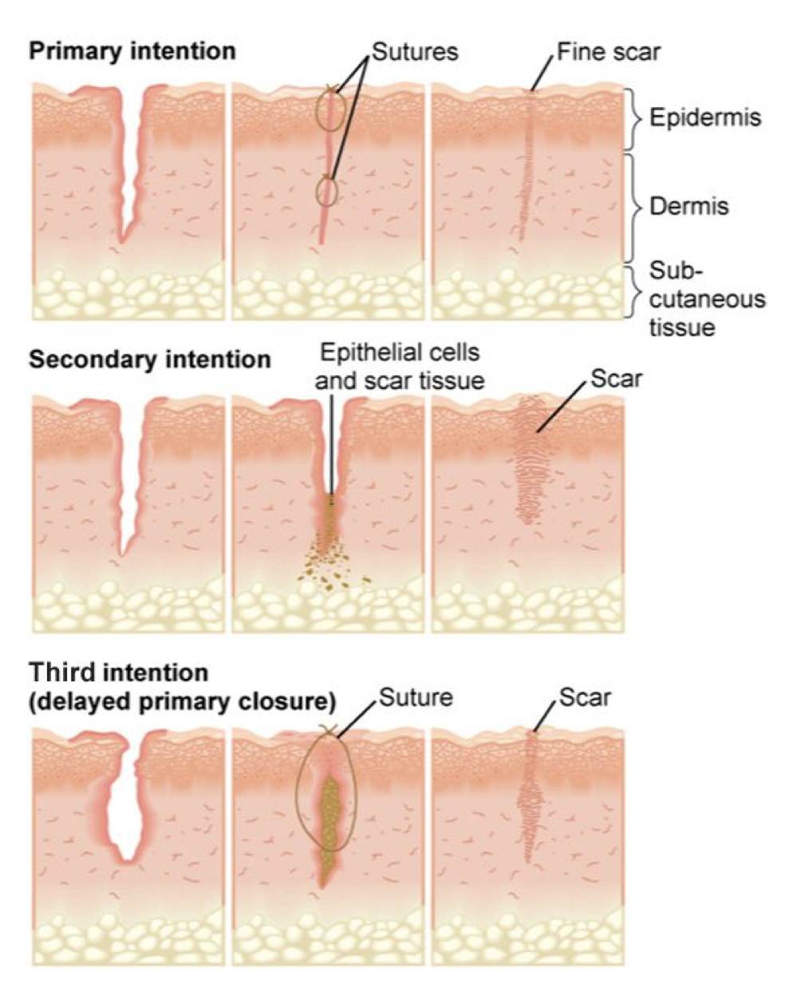 Primary intention
Sutures
Fine scar
Epidermis
Dermis
Sub-
cutaneous
tissue
Secondary intention
Epithelial cells
and scar tissue
Scar
Third intention
(delayed primary closure)
Suture
Scar